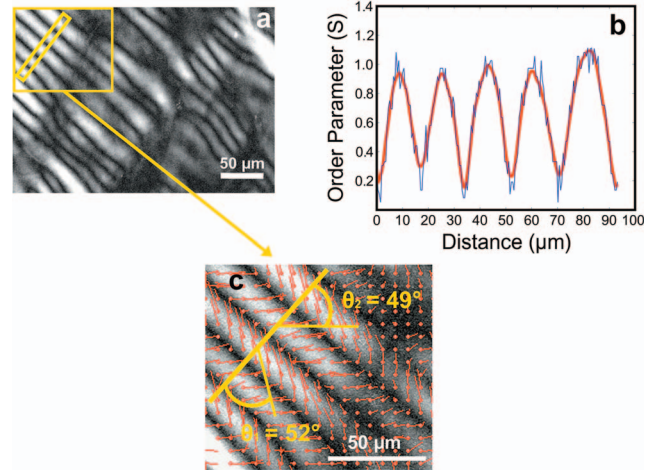 a
50 µm
b
Order Parameter (S)
1.4
1.2
1.0
0.8
0.6
0.4
0.2
0 10 20 30 40 50 60 70 80 90 100
Distance (µm)
c
θ2 = 49°
θ = 52°
50 µm